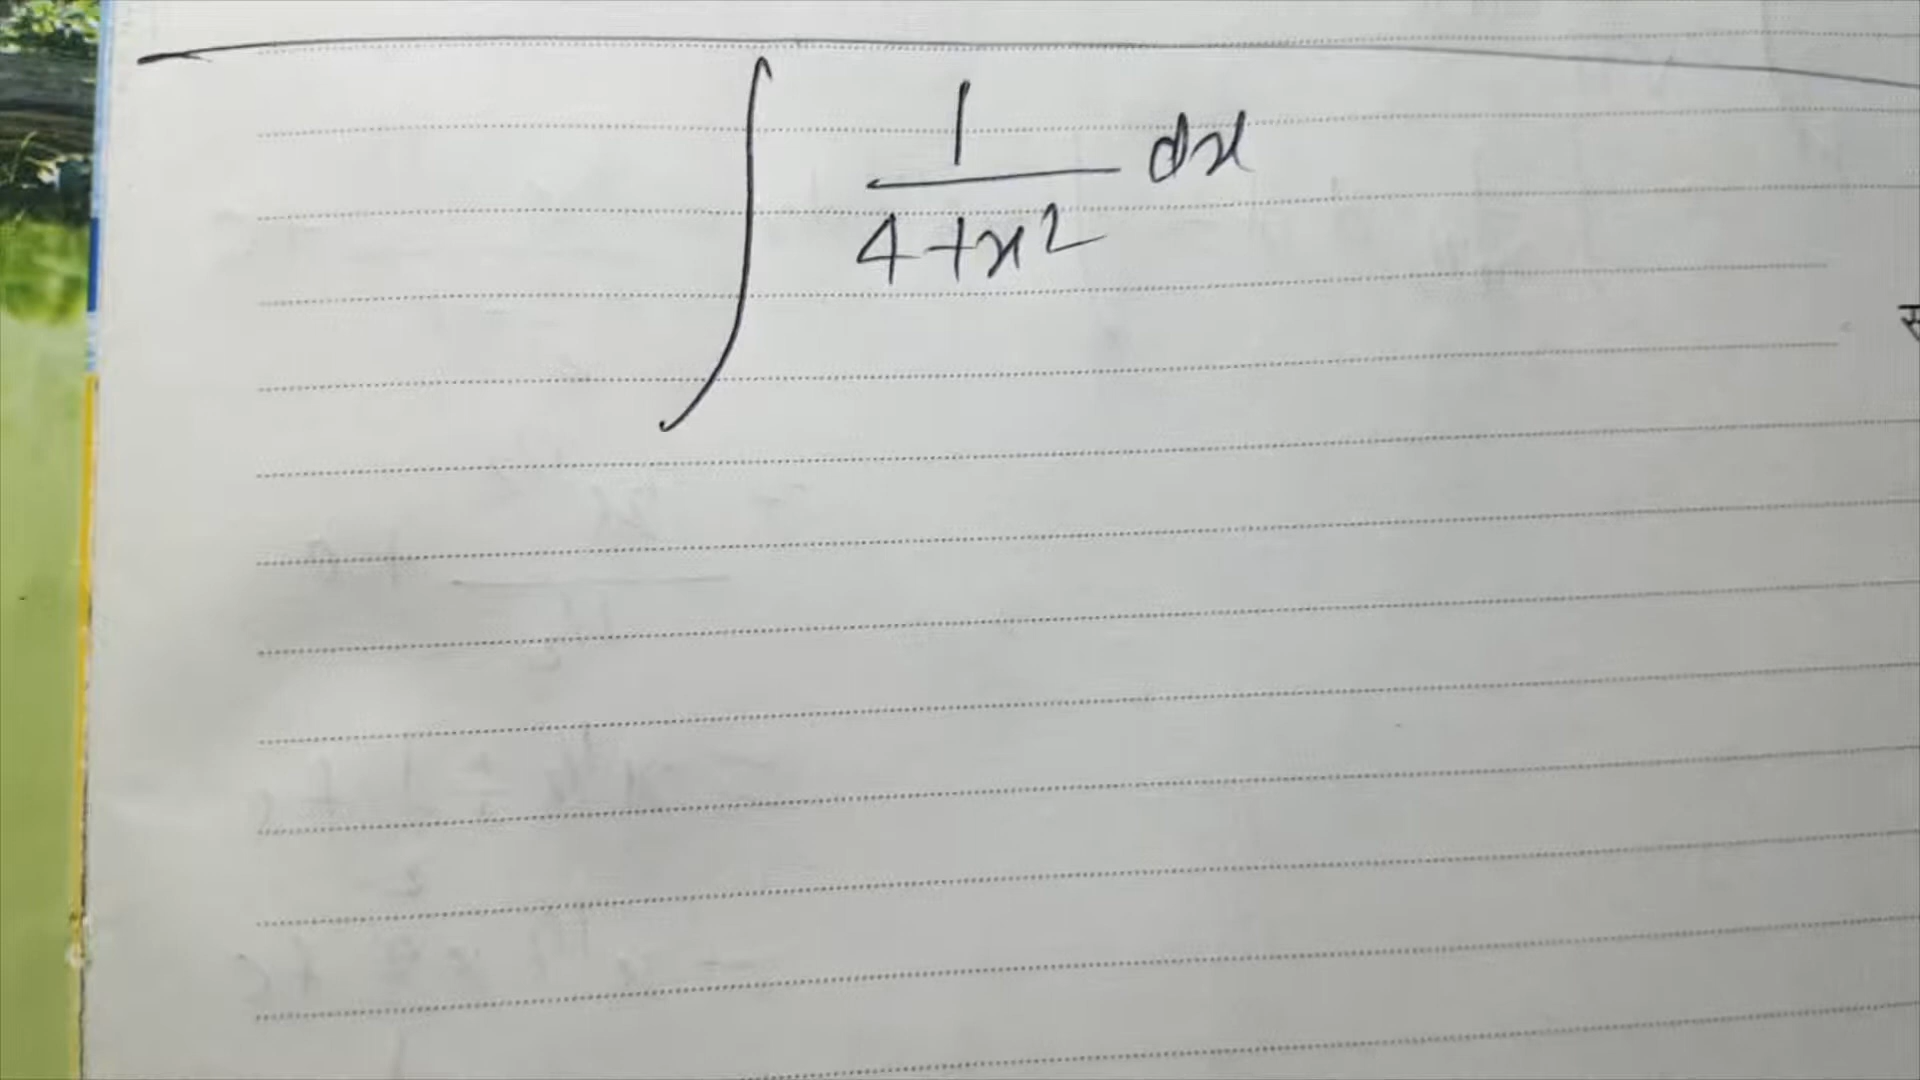 ∫ 1/(4+x²) dx